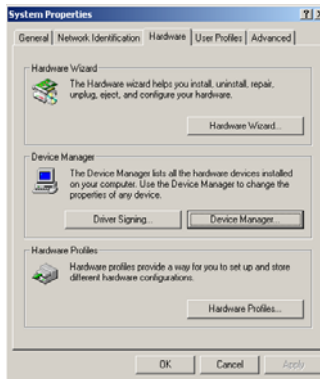 System Properties
General Network Identification Hardware User Profiles Advanced
Hardware Wizard
The Hardware wizard helps you install, uninstall, repair,
unplug, eject, and configure your hardware.
Hardware Wizard...
Device Manager
The Device Manager lists all the hardware devices installed
on your computer. Use the Device Manager to change the
properties of any device.
Driver Signing... Device Manager...
Hardware Profiles
Hardware profiles provide a way for you to set up and store
different hardware configurations.
Hardware Profiles...
OK Cancel Apply